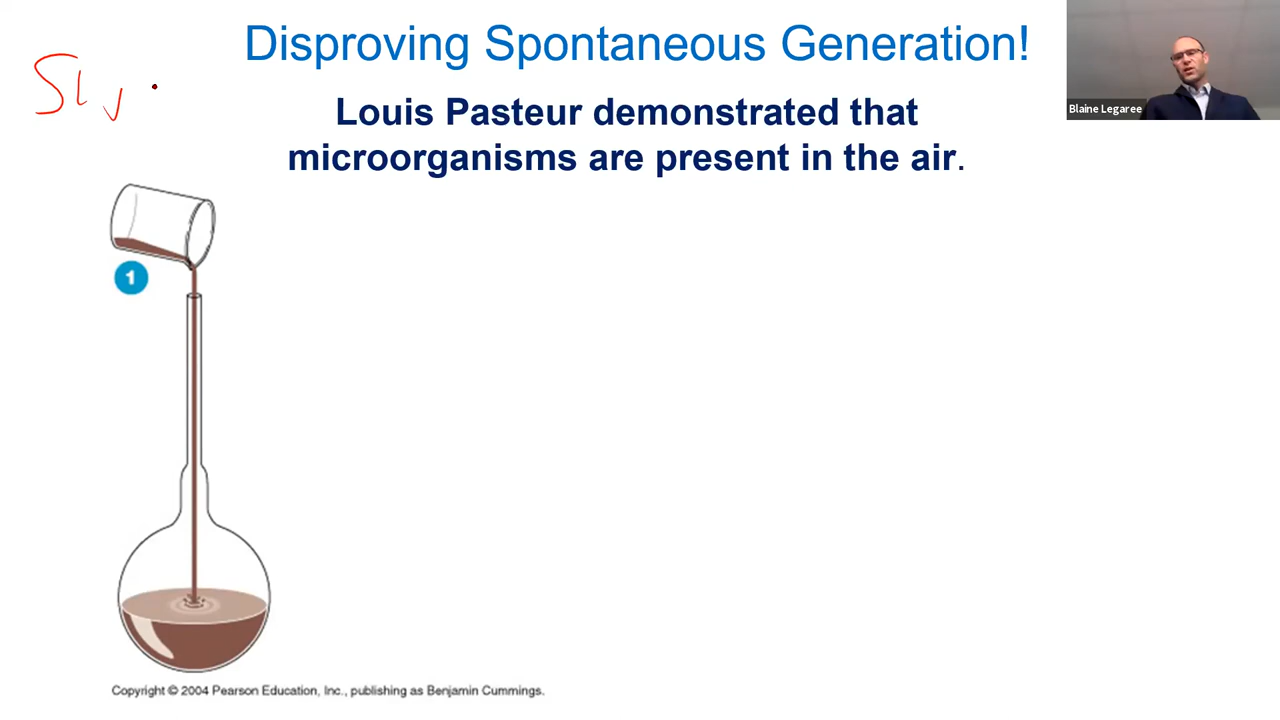 Disproving Spontaneous Generation!
Louis Pasteur demonstrated that
microorganisms are present in the air.
Blaine Legaree
1
Copyright © 2004 Pearson Education, Inc., publishing as Benjamin Cummings.